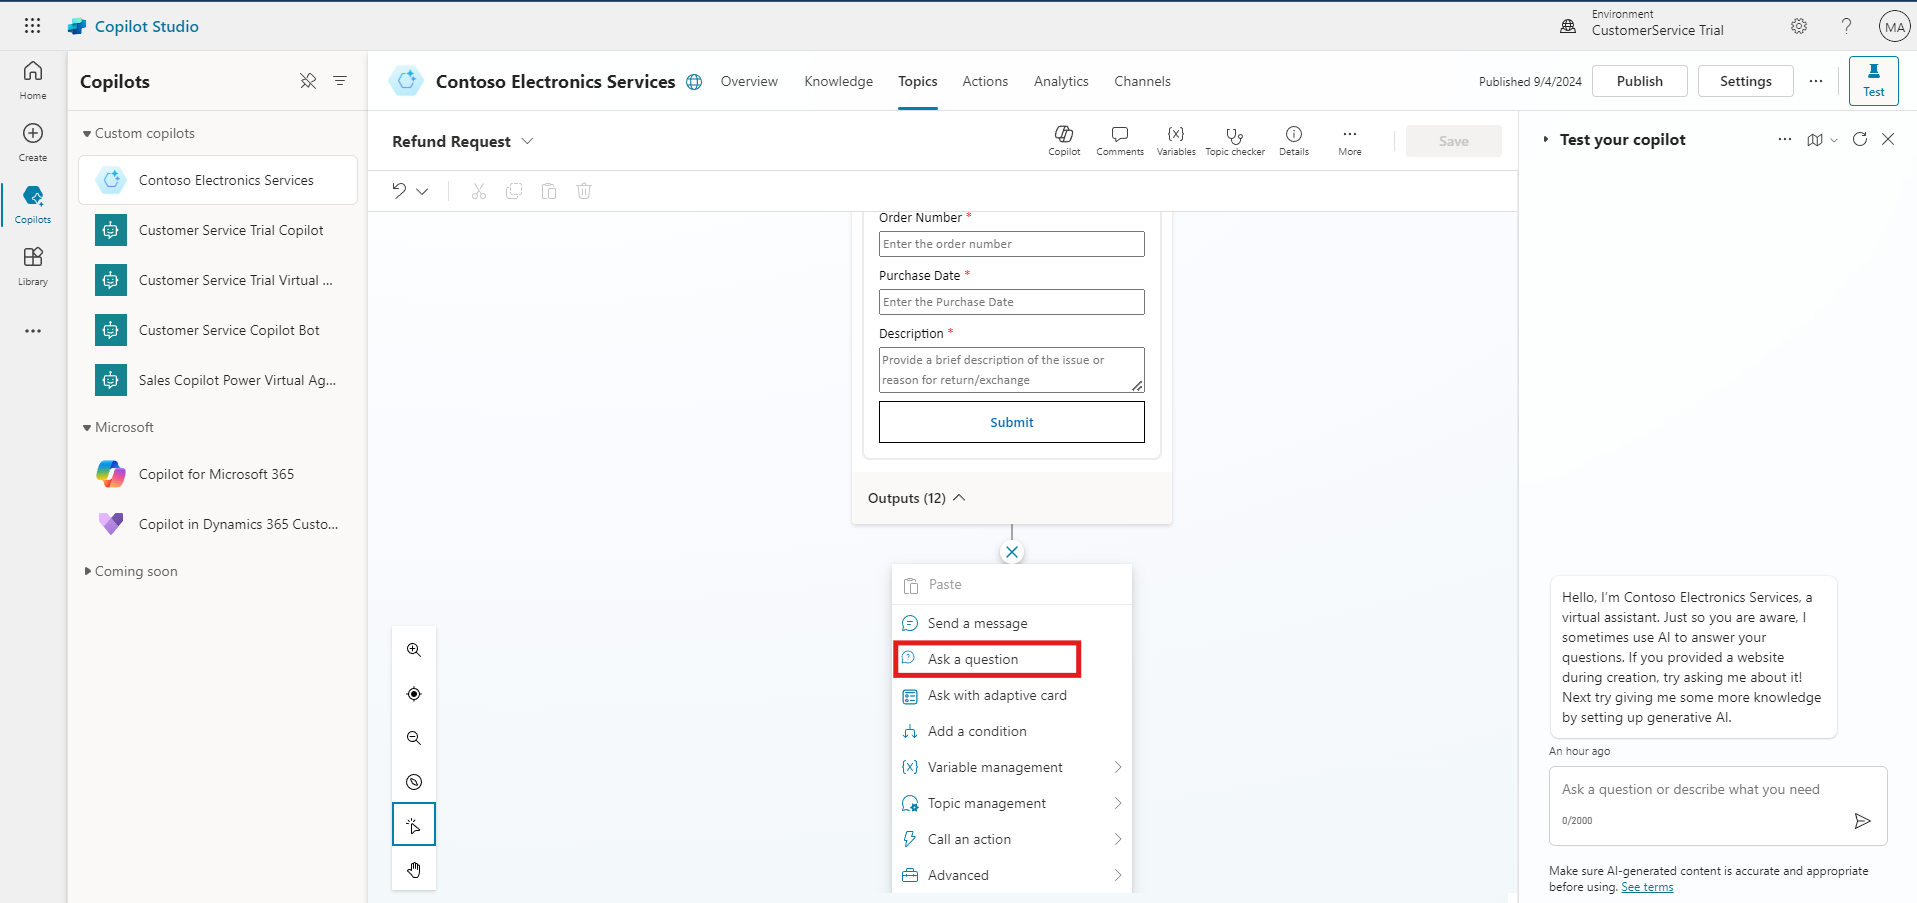 Copilot Studio
Environment
CustomerService Trial
MA
Home
Create
Copilots
Library
Copilots
Custom copilots
Contoso Electronics Services
Customer Service Trial Copilot
Customer Service Trial Virtual ...
Customer Service Copilot Bot
Sales Copilot Power Virtual Ag...
Microsoft
Copilot for Microsoft 365
Copilot in Dynamics 365 Custo...
Coming soon
Contoso Electronics Services
Overview
Knowledge
Topics
Actions
Analytics
Channels
Published 9/4/2024
Publish
Settings
Test
Refund Request
Copilot
Comments
Variables
Topic checker
Details
More
Save
Order Number *
Enter the order number
Purchase Date *
Enter the Purchase Date
Description *
Provide a brief description of the issue or
reason for return/exchange
Submit
Outputs (12)
Paste
Send a message
Ask a question
Ask with adaptive card
Add a condition
Variable management
Topic management
Call an action
Advanced
Test your copilot
Hello, I'm Contoso Electronics Services, a
virtual assistant. Just so you are aware, I
sometimes use AI to answer your
questions. If you provided a website
during creation, try asking me about it!
Next try giving me some more knowledge
by setting up generative AI.
An hour ago
Ask a question or describe what you need
0/2000
Make sure AI-generated content is accurate and appropriate
before using. See terms